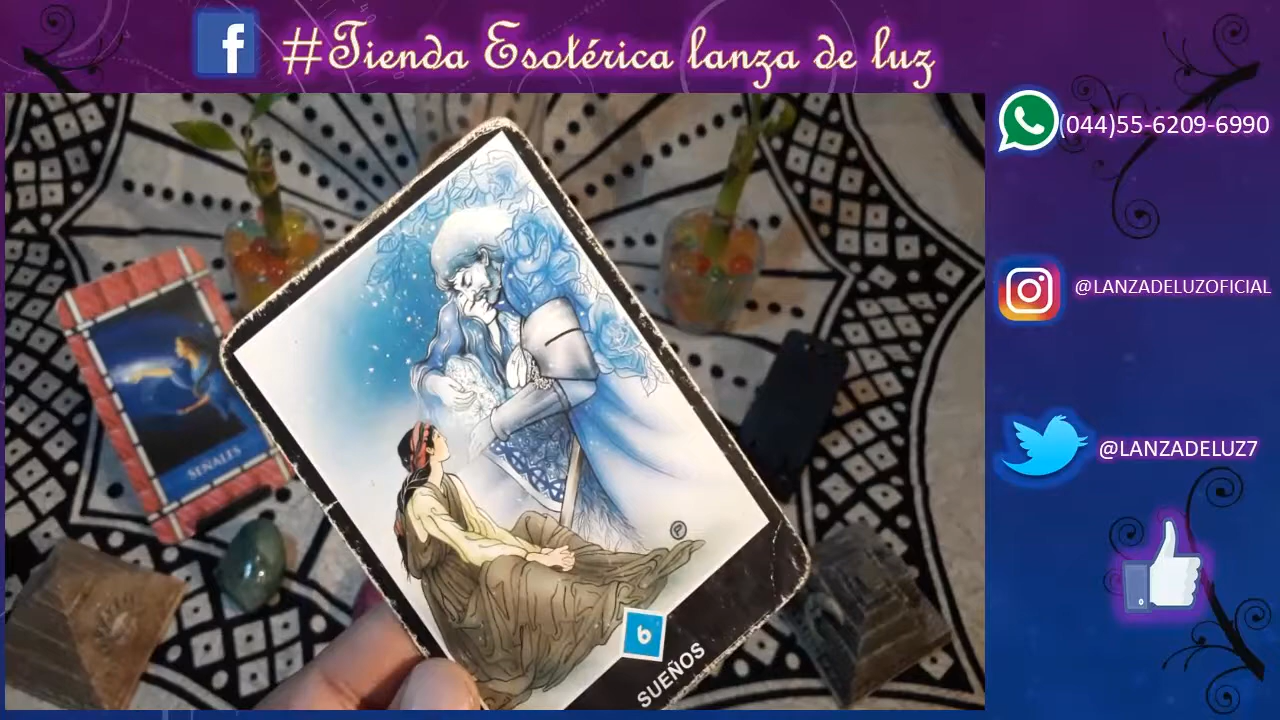 #Tienda Esotérica lanza de luz
(044)55-6209-6990
@LANZADELUZOFICIAL
@LANZADELUZ7
SEÑALES
6
SUEÑOS